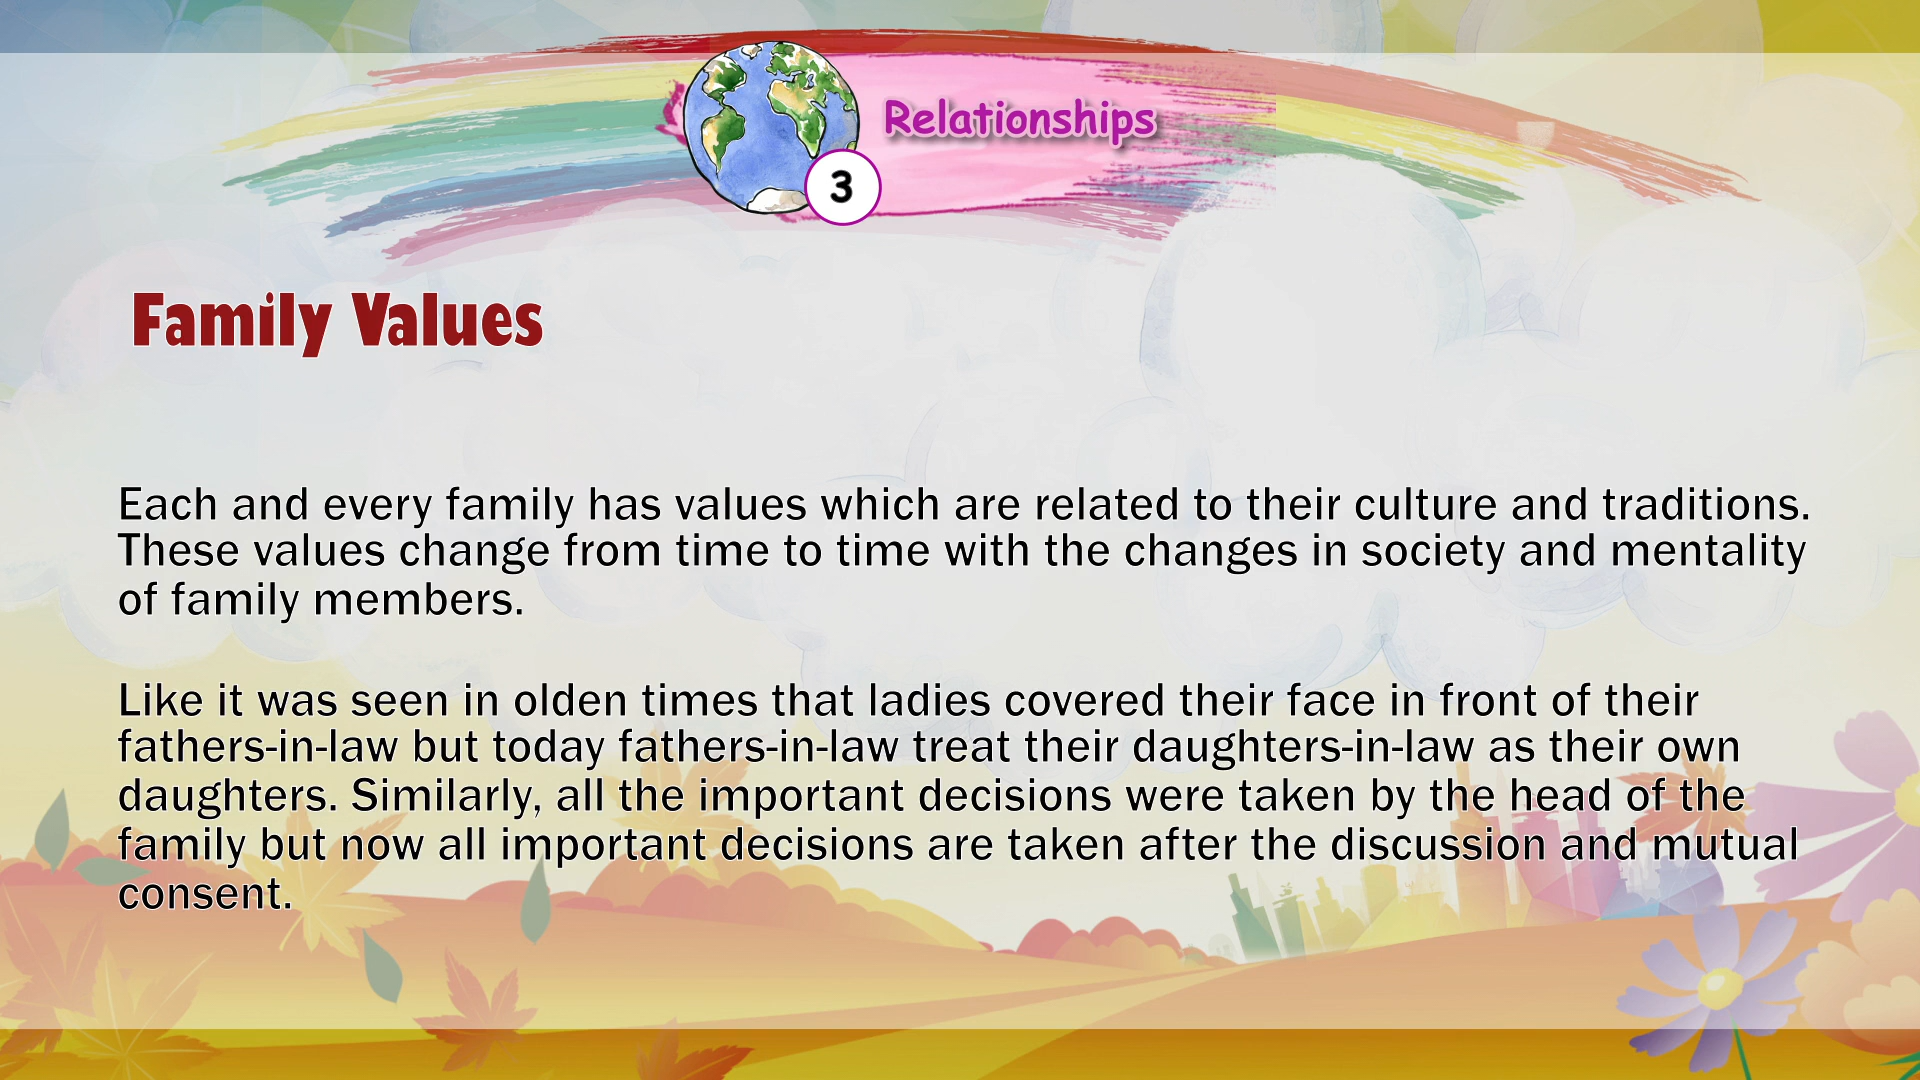 Relationships
3
Family Values
Each and every family has values which are related to their culture and traditions.
These values change from time to time with the changes in society and mentality
of family members.
Like it was seen in olden times that ladies covered their face in front of their
fathers-in-law but today fathers-in-law treat their daughters-in-law as their own
daughters. Similarly, all the important decisions were taken by the head of the
family but now all important decisions are taken after the discussion and mutual
consent.